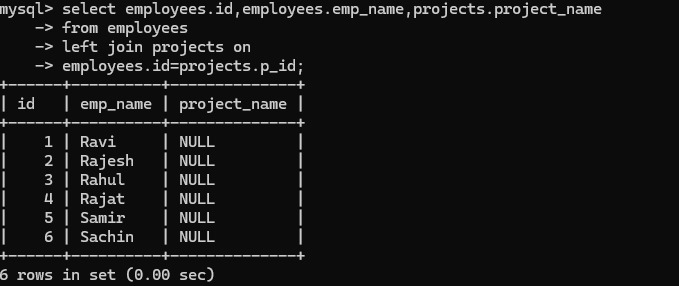 mysql> select employees.id,employees.emp_name,projects.project_name
    -> from employees
    -> left join projects on
    -> employees.id=projects.p_id;
+------+----------+--------------+
| id   | emp_name | project_name |
+------+----------+--------------+
|    1 | Ravi     | NULL         |
|    2 | Rajesh   | NULL         |
|    3 | Rahul    | NULL         |
|    4 | Rajat    | NULL         |
|    5 | Samir    | NULL         |
|    6 | Sachin   | NULL         |
+------+----------+--------------+
6 rows in set (0.00 sec)